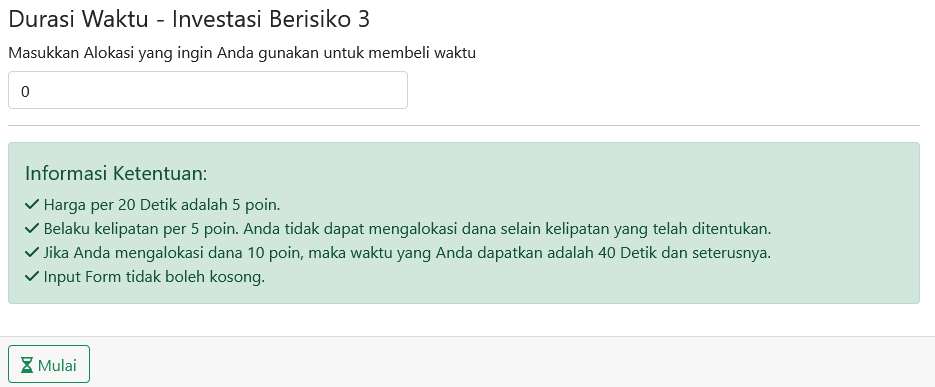 Durasi Waktu - Investasi Berisiko 3
Masukkan Alokasi yang ingin Anda gunakan untuk membeli waktu
0
Informasi Ketentuan:
Harga per 20 Detik adalah 5 poin.
Belaku kelipatan per 5 poin. Anda tidak dapat mengalokasi dana selain kelipatan yang telah ditentukan.
Jika Anda mengalokasi dana 10 poin, maka waktu yang Anda dapatkan adalah 40 Detik dan seterusnya.
Input Form tidak boleh kosong.
Mulai